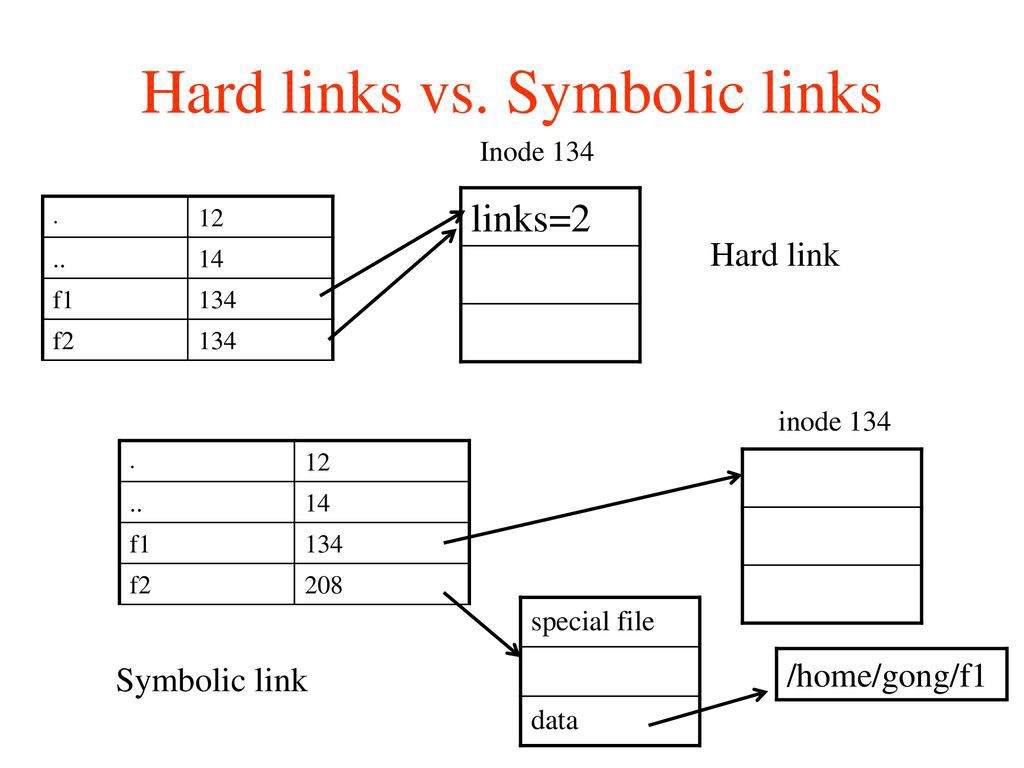 Hard links vs. Symbolic links
Inode 134
. 12
.. 14
f1 134
f2 134
links=2
Hard link
inode 134
. 12
.. 14
f1 134
f2 208
special file
data
/home/gong/f1
Symbolic link